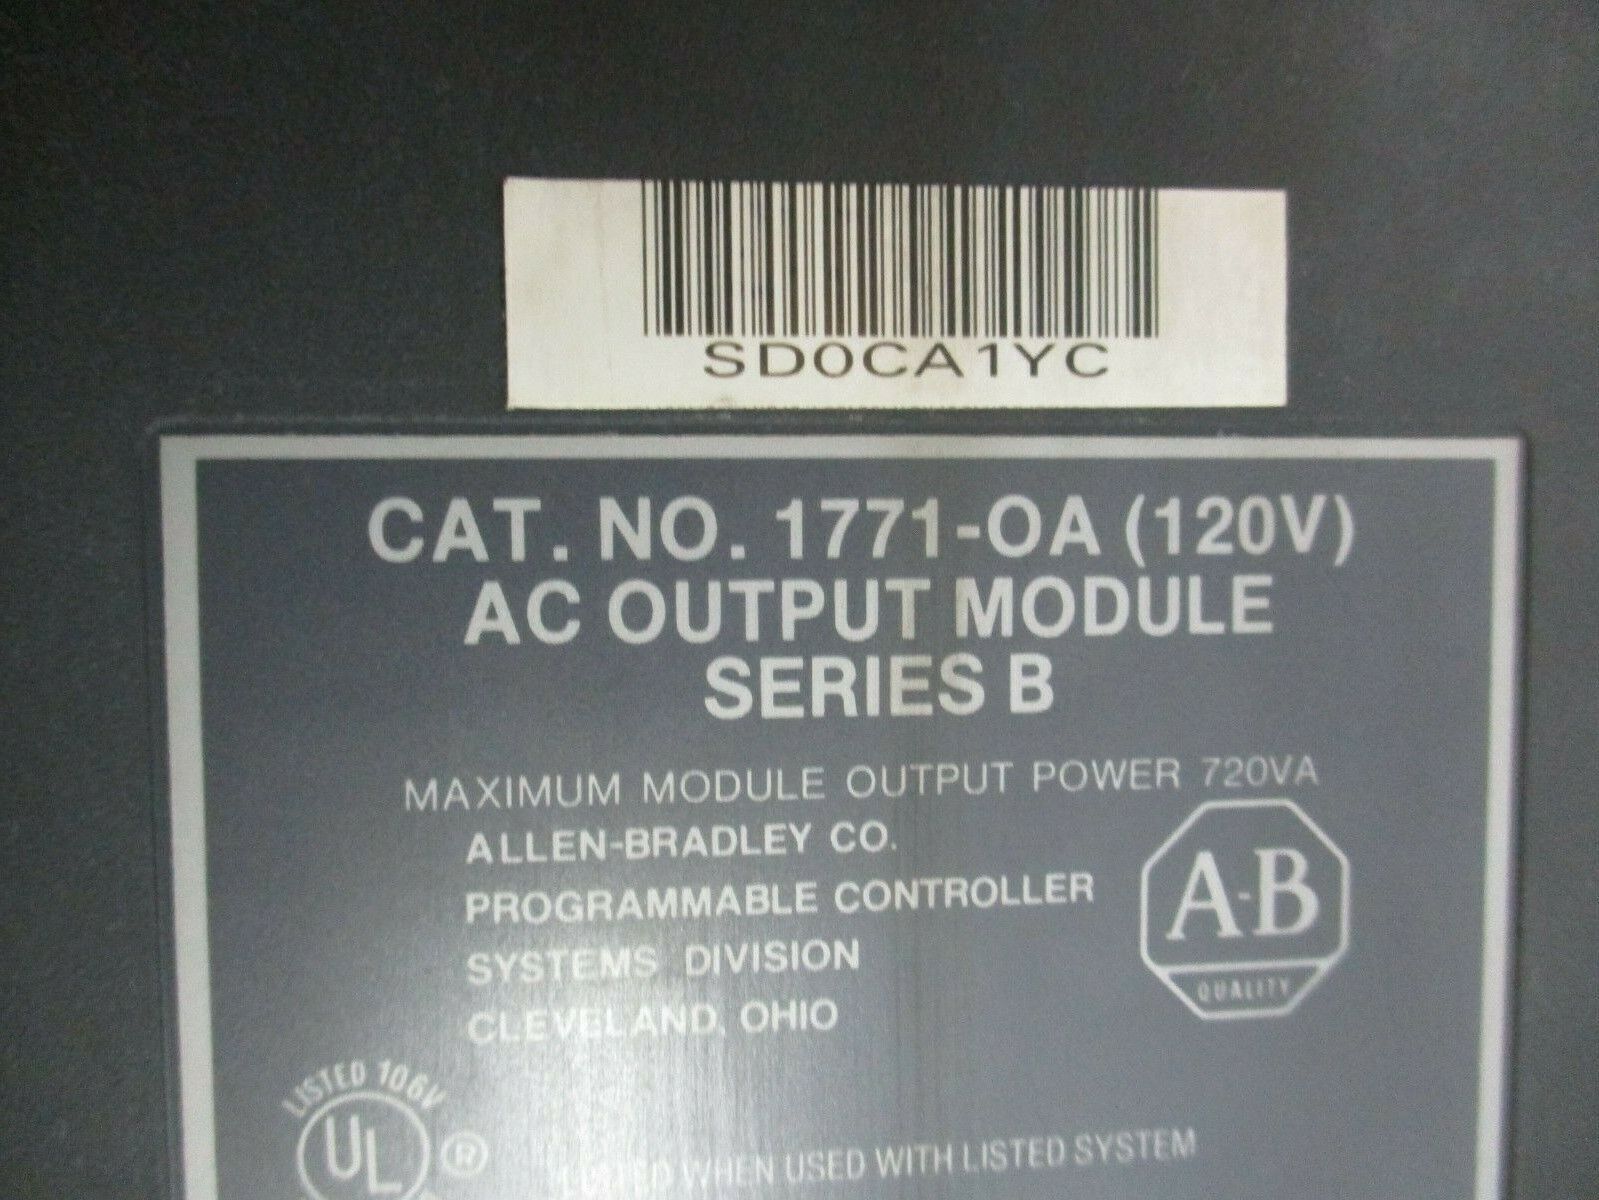 SD0CA1YC
CAT. NO. 1771-OA (120V)
AC OUTPUT MODULE
SERIES B
MAXIMUM MODULE OUTPUT POWER 720VA
ALLEN-BRADLEY CO.
PROGRAMMABLE CONTROLLER
SYSTEMS DIVISION
CLEVELAND, OHIO
A-B
QUALITY
LISTED 106V
UL ®
LISTED WHEN USED WITH LISTED SYSTEM